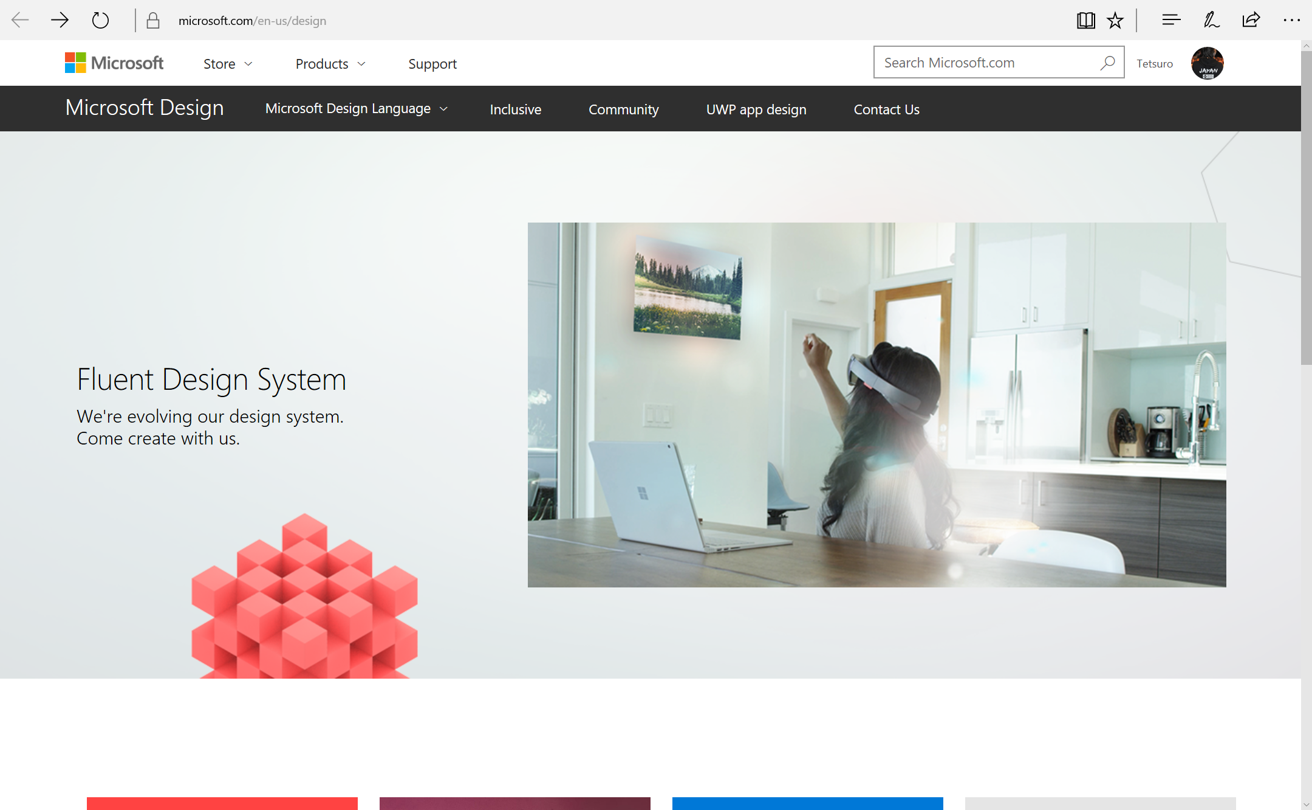 microsoft.com/en-us/design
Microsoft Store Products Support Search Microsoft.com Tetsuro
JAPAN
Microsoft Design Microsoft Design Language Inclusive Community UWP app design Contact Us
Fluent Design System
We're evolving our design system.
Come create with us.